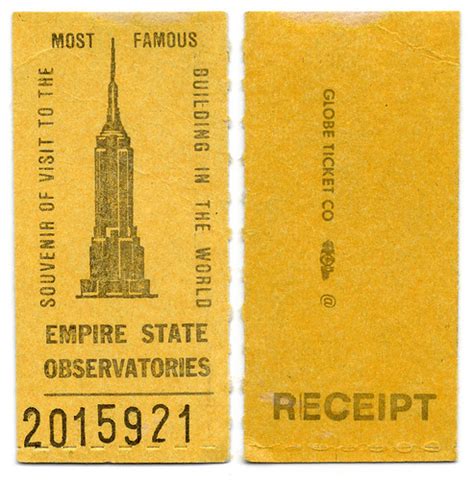 SOUVENIR OF VISIT TO THE
MOST FAMOUS
BUILDING IN THE WORLD
EMPIRE STATE
OBSERVATORIES
2015921
GLOBE TICKET CO
@
RECEIPT